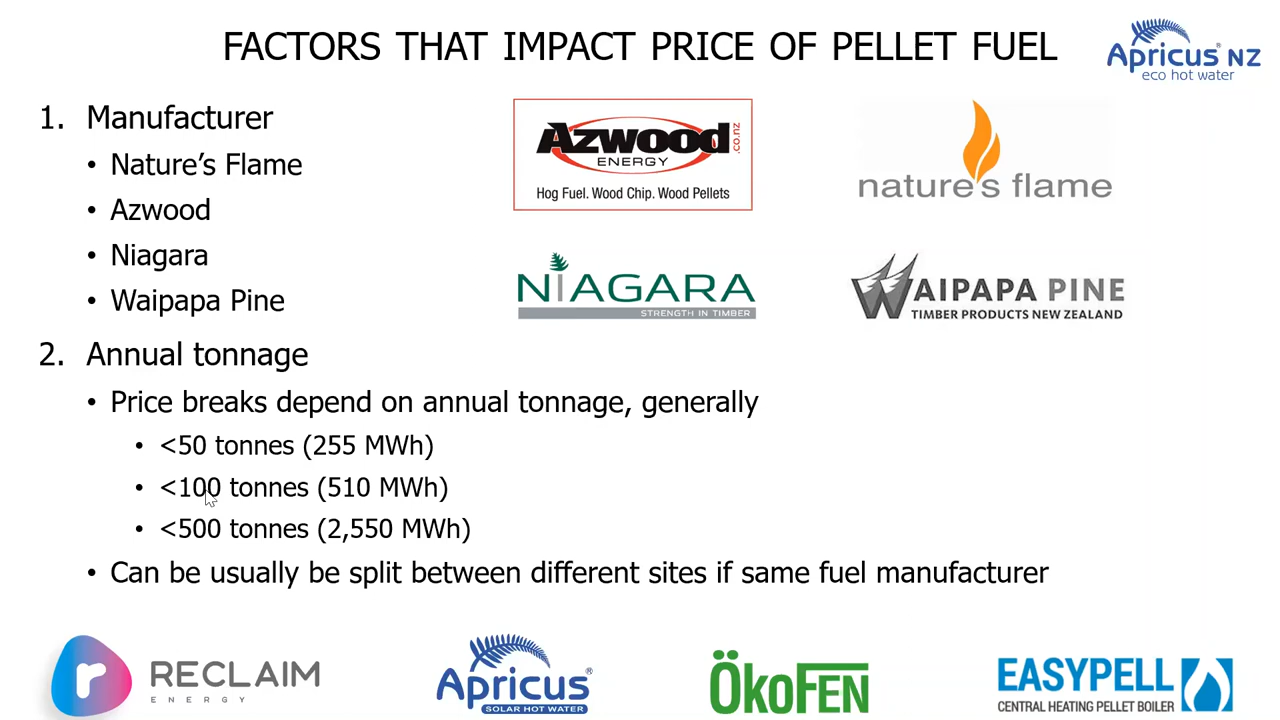 FACTORS THAT IMPACT PRICE OF PELLET FUEL
Apricus® NZ
eco hot water
1. Manufacturer
• Nature’s Flame
• Azwood
• Niagara
• Waipapa Pine
Azwood .co.nz
ENERGY
Hog Fuel. Wood Chip. Wood Pellets
nature's flame
NIAGARA
STRENGTH IN TIMBER
WAIPAPA PINE
TIMBER PRODUCTS NEW ZEALAND
2. Annual tonnage
• Price breaks depend on annual tonnage, generally
• <50 tonnes (255 MWh)
• <100 tonnes (510 MWh)
• <500 tonnes (2,550 MWh)
• Can be usually be split between different sites if same fuel manufacturer
r RECLAIM
ENERGY
Apricus®
SOLAR HOT WATER
ÖkoFEN
EASYPELL
CENTRAL HEATING PELLET BOILER